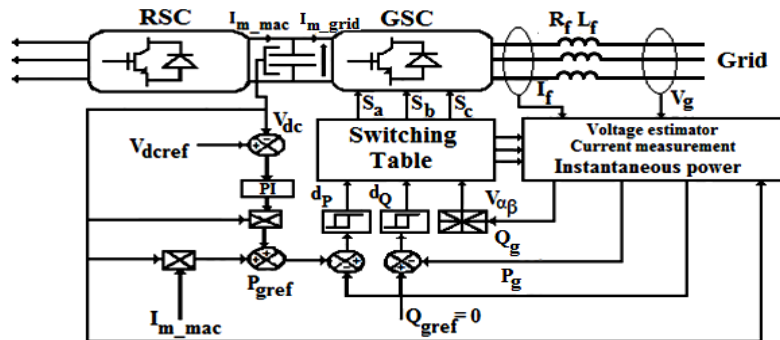 RSC
I_m_mac
I_m_grid
GSC
R_f L_f
Grid
S_a
S_b
S_c
I_f
V_g
V_dc
V_dcref
Switching
Table
Voltage estimator
Current measurement
Instantaneous power
PI
d_P
d_Q
V_αβ
Q_g
P_gref
P_g
I_m_mac
Q_gref = 0